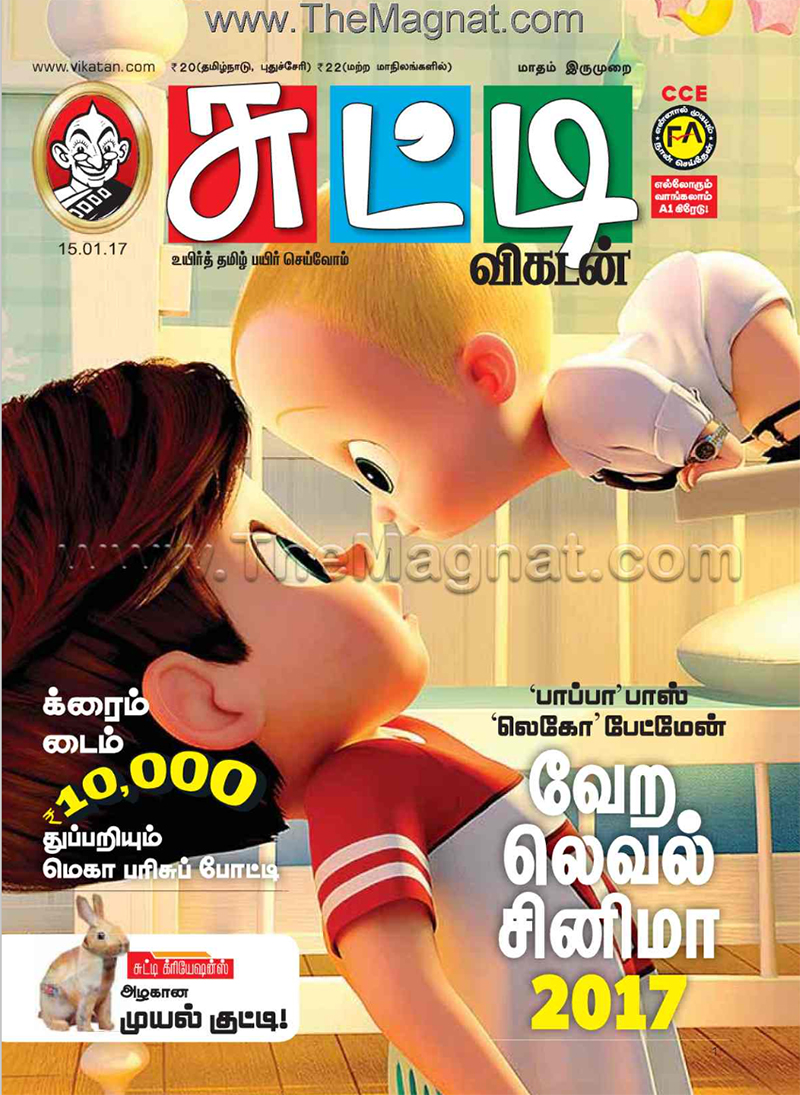 www.TheMagnat.com
www.vikatan.com ₹20(தமிழ்நாடு, புதுச்சேரி) ₹22(மற்ற மாநிலங்களில்) மாதம் இருமுறை
சுட்டி
விகடன்
CCE
என்னால் முடியும்
FA
நான் செய்தேன்
எல்லோரும்
வாங்கலாம்
A1 கிரேடு!
15.01.17
உயிர்த் தமிழ் பயிர் செய்வோம்
www.TheMagnat.com
க்ரைம்
டைம்
₹10,000
துப்பறியும்
மெகா பரிசுப் போட்டி
‘பாப்பா’ பாஸ்
‘லெகோ’ பேட்மேன்
வேற
லெவல்
சினிமா
2017
சுட்டி க்ரியேஷன்ஸ்
அழகான
முயல் குட்டி!